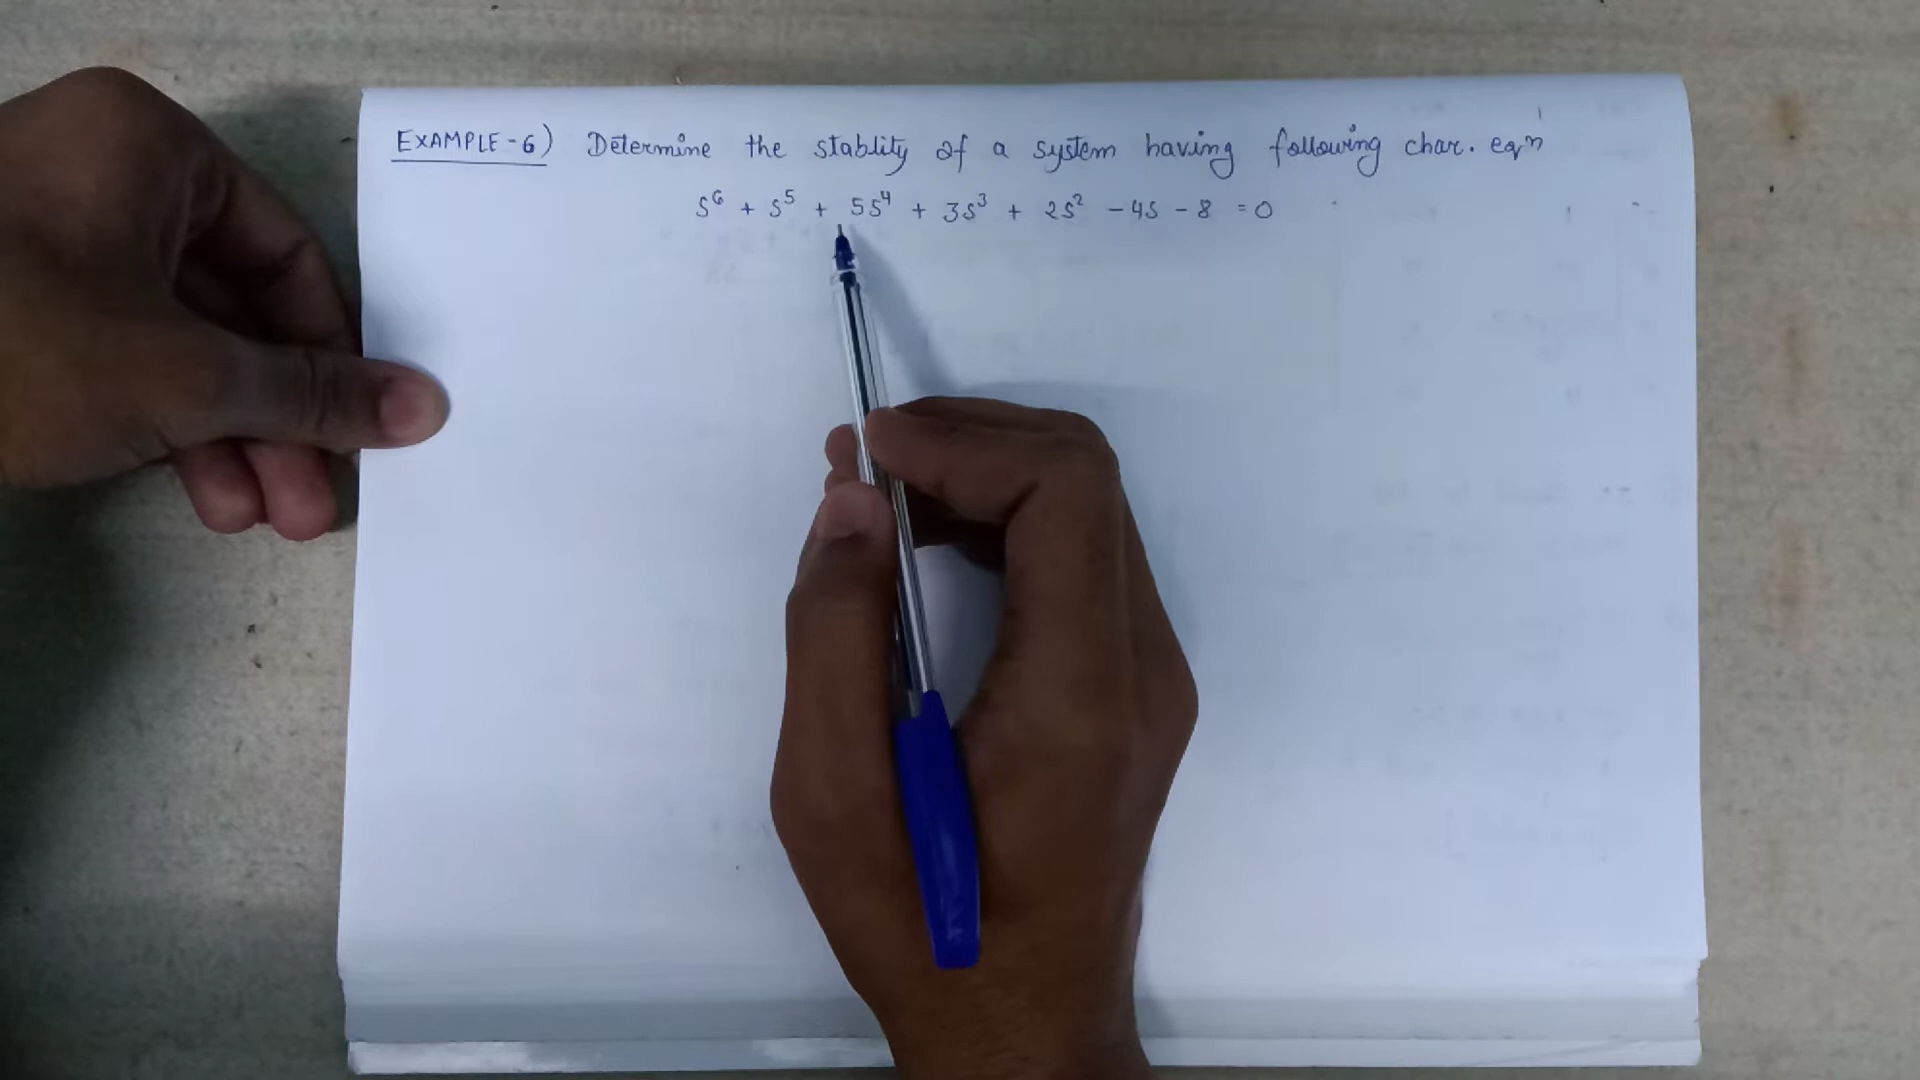 EXAMPLE-6) Determine the stablity of a system having following char. eqn
s⁶ + s⁵ + 5s⁴ + 3s³ + 2s² - 4s - 8 = 0